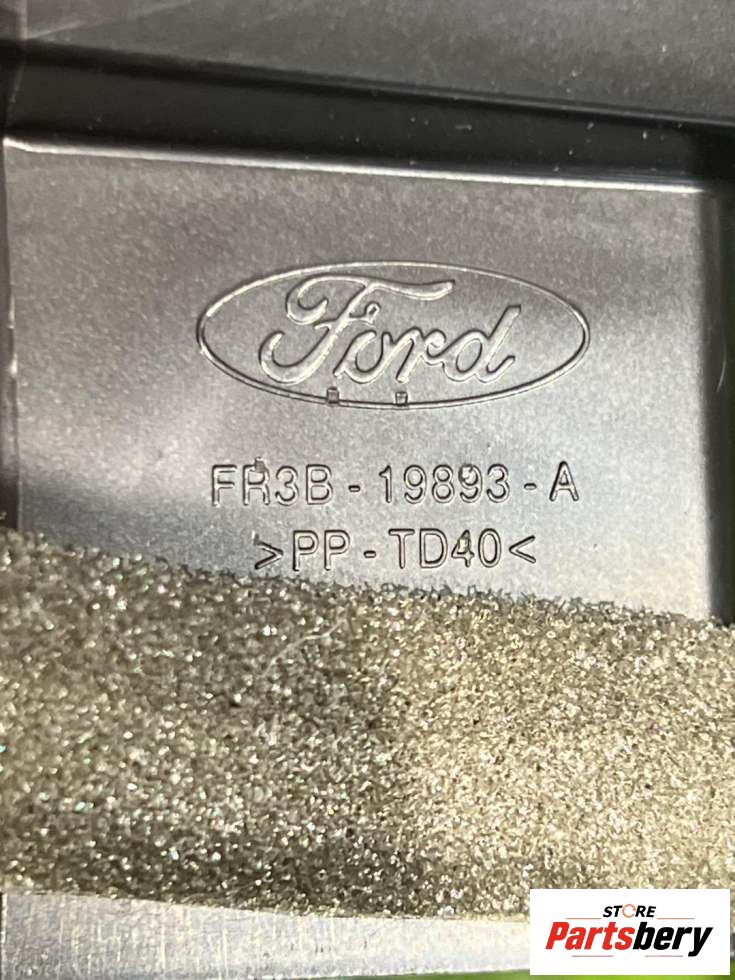 Ford
FR3B-19893-A
>PP-TD40<
STORE
Partsbery